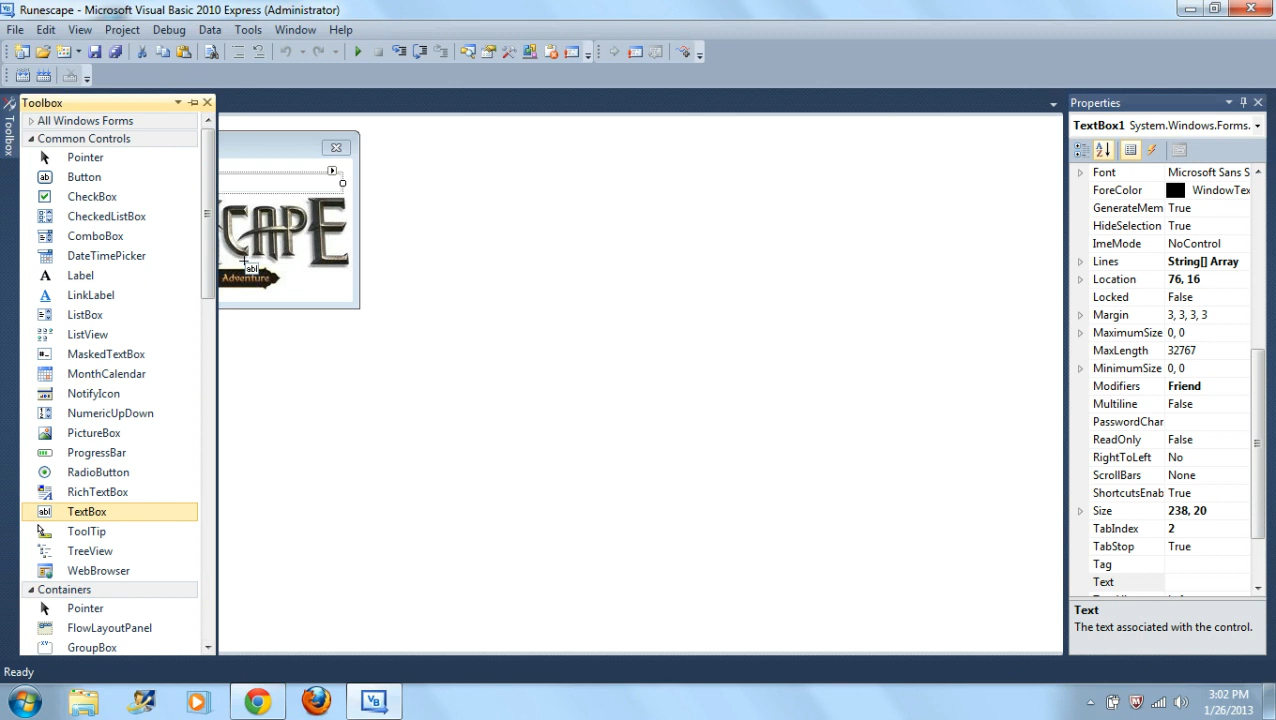 Runescape - Microsoft Visual Basic 2010 Express (Administrator)
File Edit View Project Debug Data Tools Window Help
Toolbox
Toolbox
All Windows Forms
Common Controls
Pointer
Button
CheckBox
CheckedListBox
ComboBox
DateTimePicker
Label
LinkLabel
ListBox
ListView
MaskedTextBox
MonthCalendar
NotifyIcon
NumericUpDown
PictureBox
ProgressBar
RadioButton
RichTextBox
TextBox
ToolTip
TreeView
WebBrowser
Containers
Pointer
FlowLayoutPanel
GroupBox
CAPE
Adventure
abl
Properties
TextBox1 System.Windows.Forms.
Font Microsoft Sans S
ForeColor WindowTex
GenerateMem True
HideSelection True
ImeMode NoControl
Lines String[] Array
Location 76, 16
Locked False
Margin 3, 3, 3, 3
MaximumSize 0, 0
MaxLength 32767
MinimumSize 0, 0
Modifiers Friend
Multiline False
PasswordChar
ReadOnly False
RightToLeft No
ScrollBars None
ShortcutsEnab True
Size 238, 20
TabIndex 2
TabStop True
Tag
Text
Text
The text associated with the control.
Ready
3:02 PM
1/26/2013